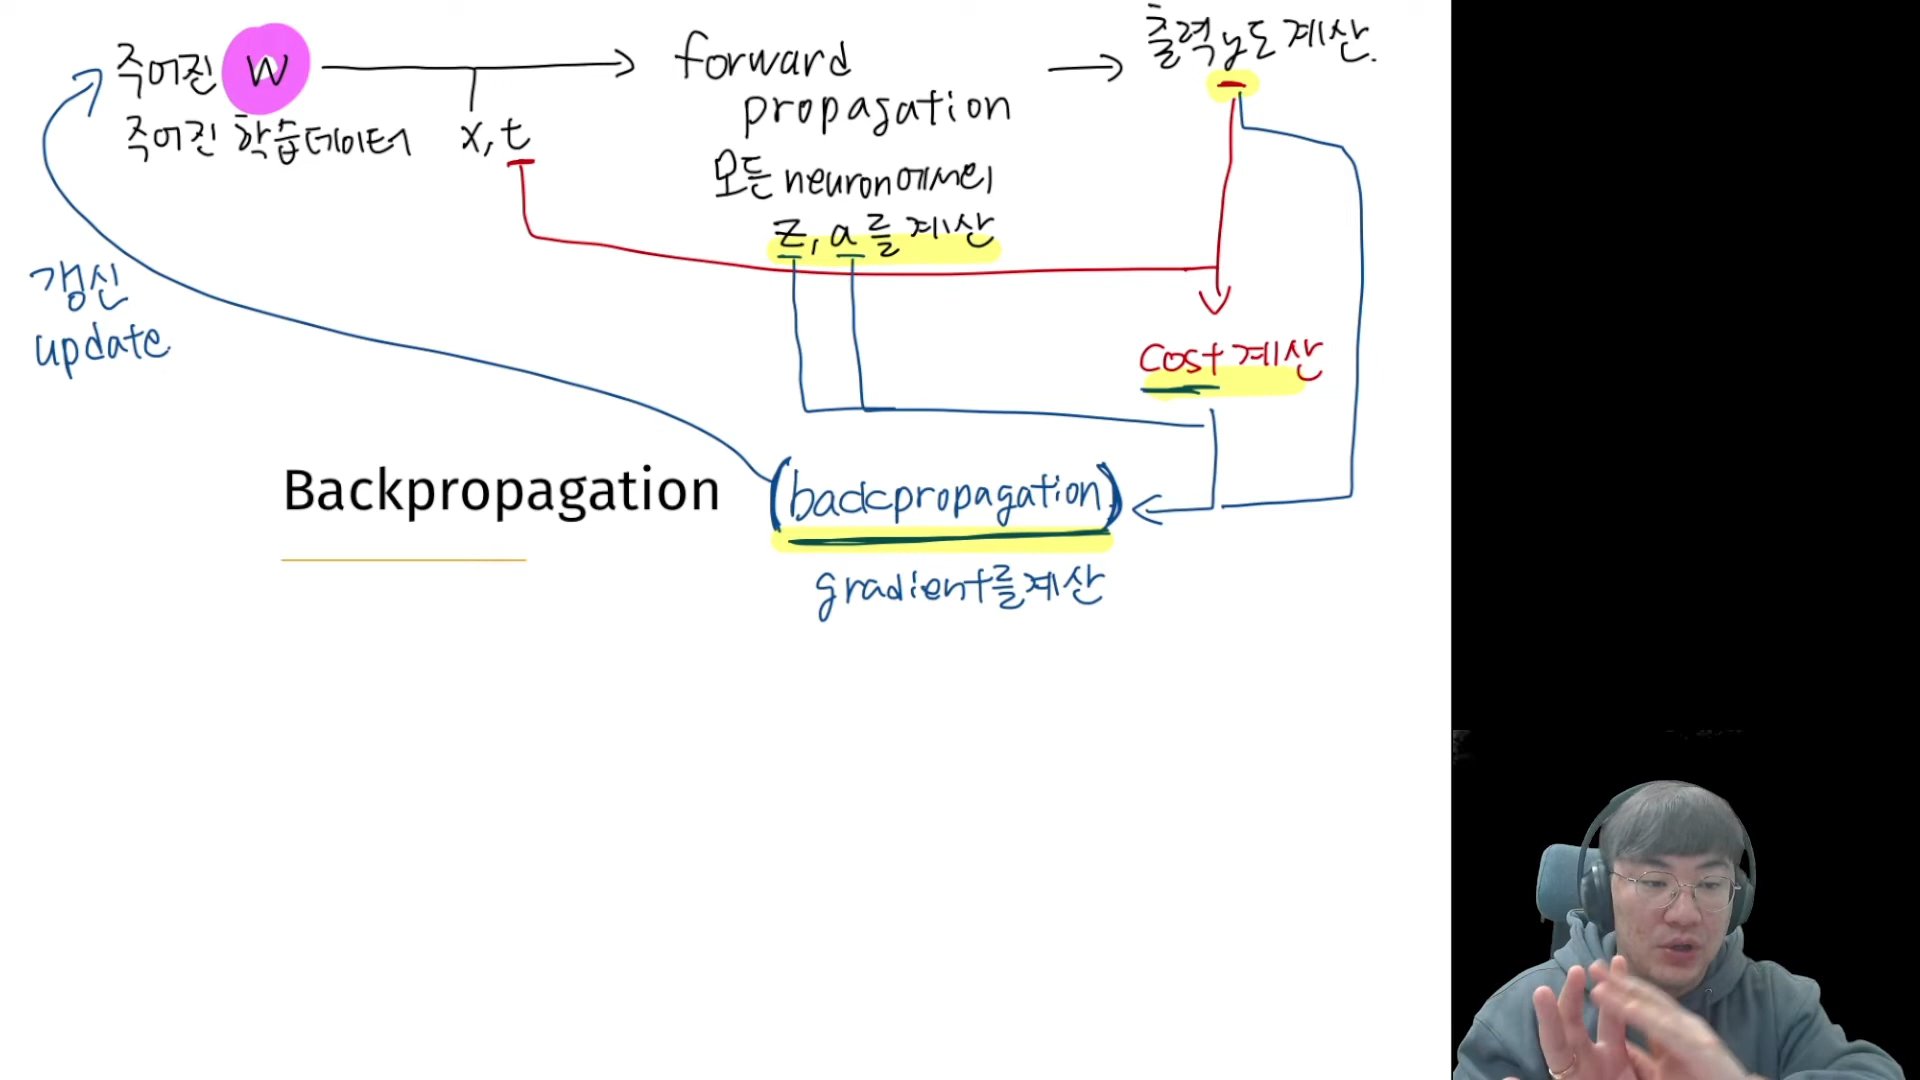 주어진 w
주어진 학습데이터
x, t
forward
propagation
모든 neuron에서의
z, a를 계산
출력 y도 계산.
갱신
update
cost 계산
Backpropagation
(backpropagation)
gradient를 계산